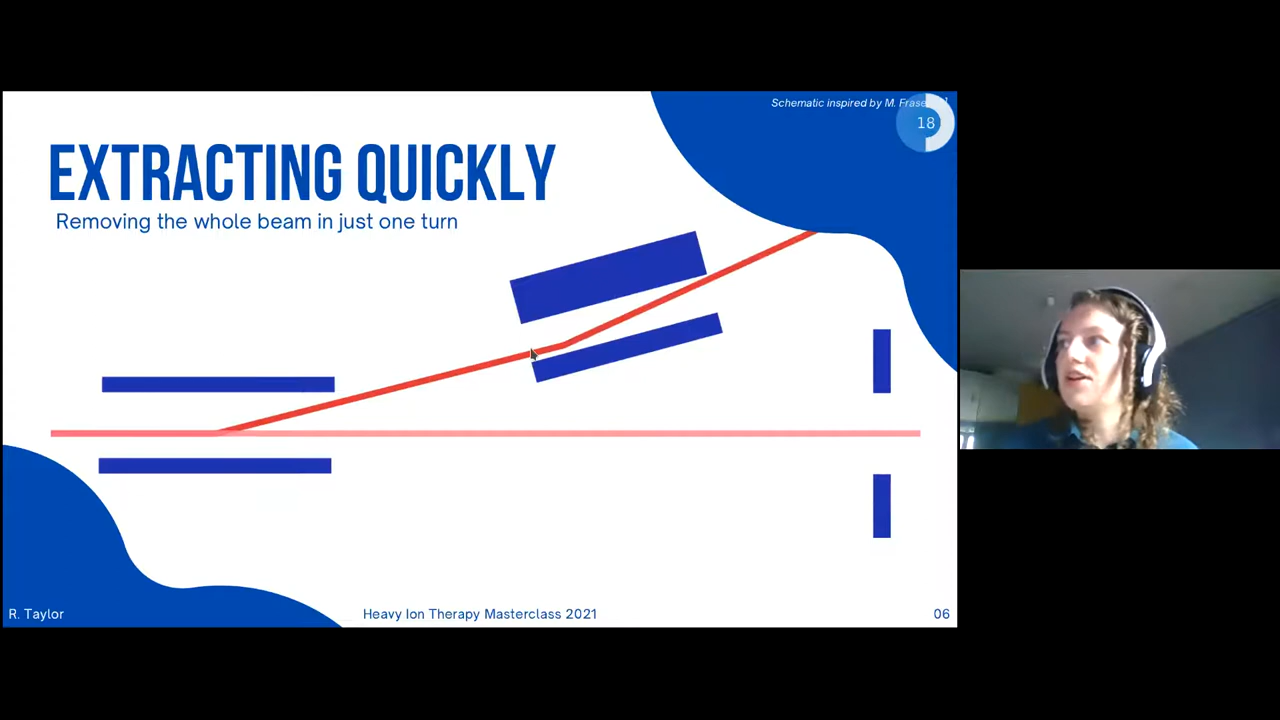 Schematic inspired by M.
18
EXTRACTING QUICKLY
Removing the whole beam in just one turn
R. Taylor
Heavy Ion Therapy Masterclass 2021
06